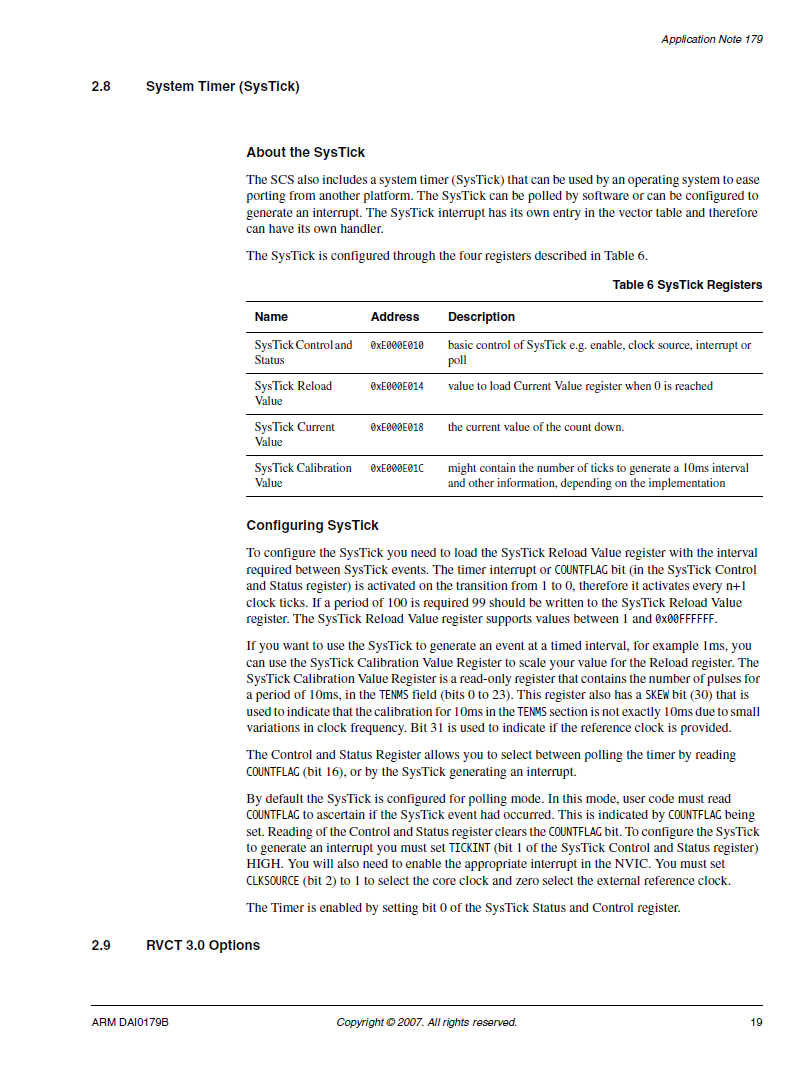 Application Note 179
2.8 System Timer (SysTick)
About the SysTick
The SCS also includes a system timer (SysTick) that can be used by an operating system to ease
porting from another platform. The SysTick can be polled by software or can be configured to
generate an interrupt. The SysTick interrupt has its own entry in the vector table and therefore
can have its own handler.
The SysTick is configured through the four registers described in Table 6.
Table 6 SysTick Registers
Name Address Description
SysTick Control and 0xE000E010 basic control of SysTick e.g. enable, clock source, interrupt or
Status poll
SysTick Reload 0xE000E014 value to load Current Value register when 0 is reached
Value
SysTick Current 0xE000E018 the current value of the count down.
Value
SysTick Calibration 0xE000E01C might contain the number of ticks to generate a 10ms interval
Value and other information, depending on the implementation
Configuring SysTick
To configure the SysTick you need to load the SysTick Reload Value register with the interval
required between SysTick events. The timer interrupt or COUNTFLAG bit (in the SysTick Control
and Status register) is activated on the transition from 1 to 0, therefore it activates every n+1
clock ticks. If a period of 100 is required 99 should be written to the SysTick Reload Value
register. The SysTick Reload Value register supports values between 1 and 0x00FFFFFF.
If you want to use the SysTick to generate an event at a timed interval, for example 1ms, you
can use the SysTick Calibration Value Register to scale your value for the Reload register. The
SysTick Calibration Value Register is a read-only register that contains the number of pulses for
a period of 10ms, in the TENMS field (bits 0 to 23). This register also has a SKEW bit (30) that is
used to indicate that the calibration for 10ms in the TENMS section is not exactly 10ms due to small
variations in clock frequency. Bit 31 is used to indicate if the reference clock is provided.
The Control and Status Register allows you to select between polling the timer by reading
COUNTFLAG (bit 16), or by the SysTick generating an interrupt.
By default the SysTick is configured for polling mode. In this mode, user code must read
COUNTFLAG to ascertain if the SysTick event had occurred. This is indicated by COUNTFLAG being
set. Reading of the Control and Status register clears the COUNTFLAG bit. To configure the SysTick
to generate an interrupt you must set TICKINT (bit 1 of the SysTick Control and Status register)
HIGH. You will also need to enable the appropriate interrupt in the NVIC. You must set
CLKSOURCE (bit 2) to 1 to select the core clock and zero select the external reference clock.
The Timer is enabled by setting bit 0 of the SysTick Status and Control register.
2.9 RVCT 3.0 Options
ARM DAI0179B Copyright © 2007. All rights reserved. 19